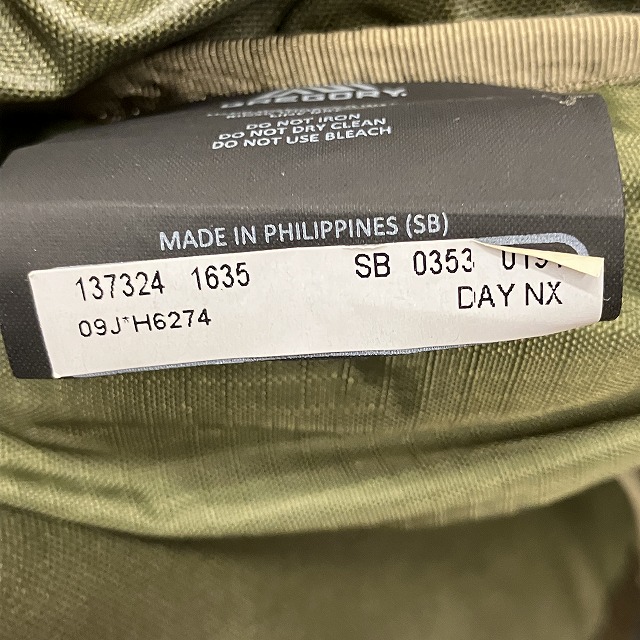 GREGORY
DO NOT IRON
DO NOT DRY CLEAN
DO NOT USE BLEACH
MADE IN PHILIPPINES (SB)
137324 1635 SB 0353
09J*H6274 DAY NX